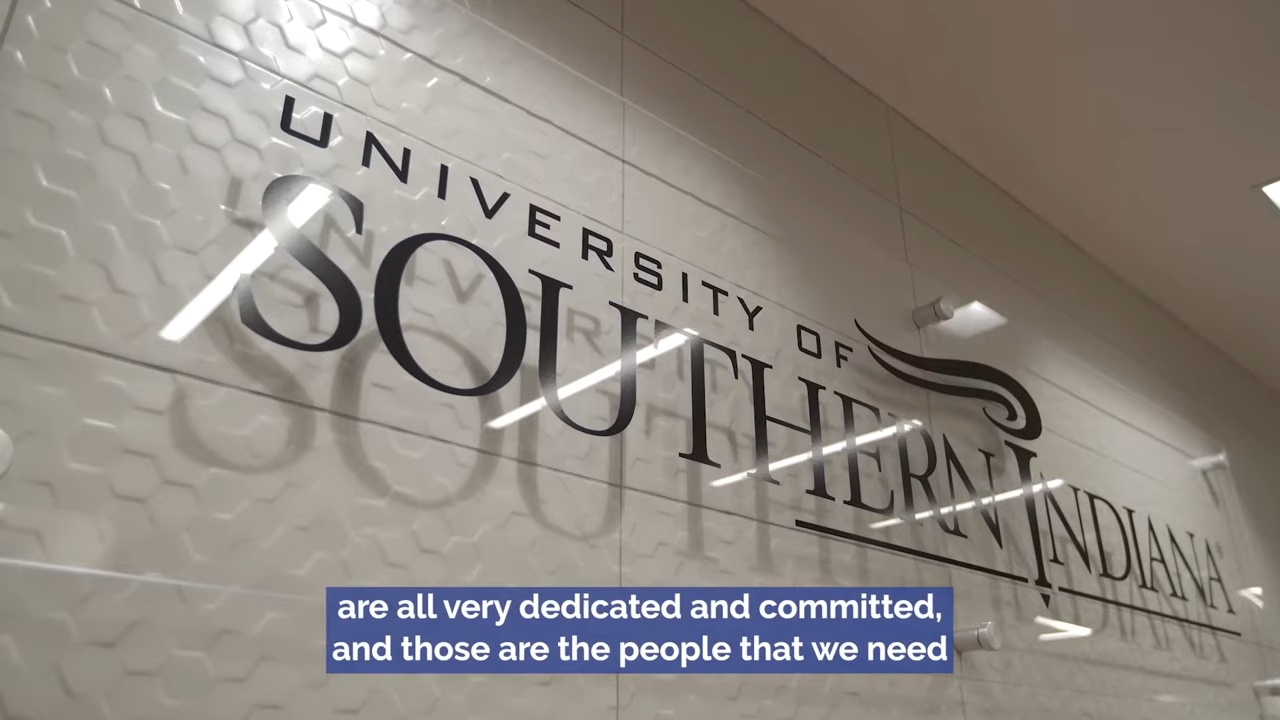 UNIVERSITY OF
SOUTHERN INDIANA
are all very dedicated and committed,
and those are the people that we need